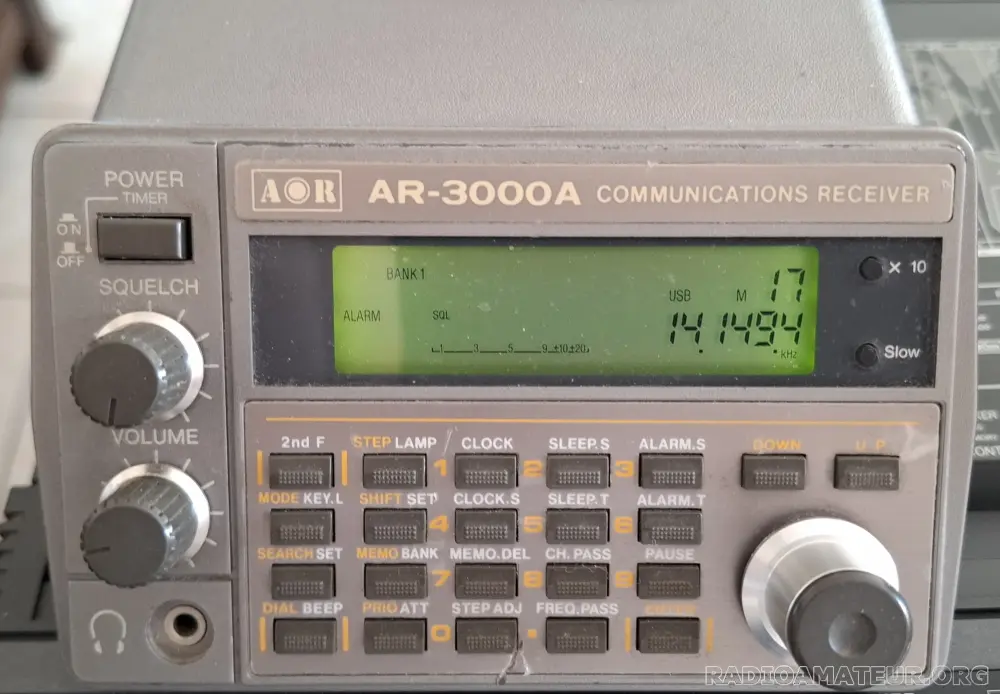 POWER
TIMER
ON
OFF
SQUELCH
VOLUME
AOR AR-3000A COMMUNICATIONS RECEIVER
BANK 1
17
USB M
ALARM SQL
14.149.4
1 3 5 9 +10 +20
KHz
× 10
Slow
2nd F STEP LAMP CLOCK SLEEP.S ALARM.S DOWN UP
1 2 3
MODE KEY.L SHIFT SET CLOCK.S SLEEP.T ALARM.T
4 5 6
SEARCH SET MEMO BANK MEMO.DEL CH.PASS PAUSE
7 8 9
DIAL BEEP PRIO ATT STEP ADJ FREQ.PASS ENTER
0 .
RADIOAMATEUR.ORG